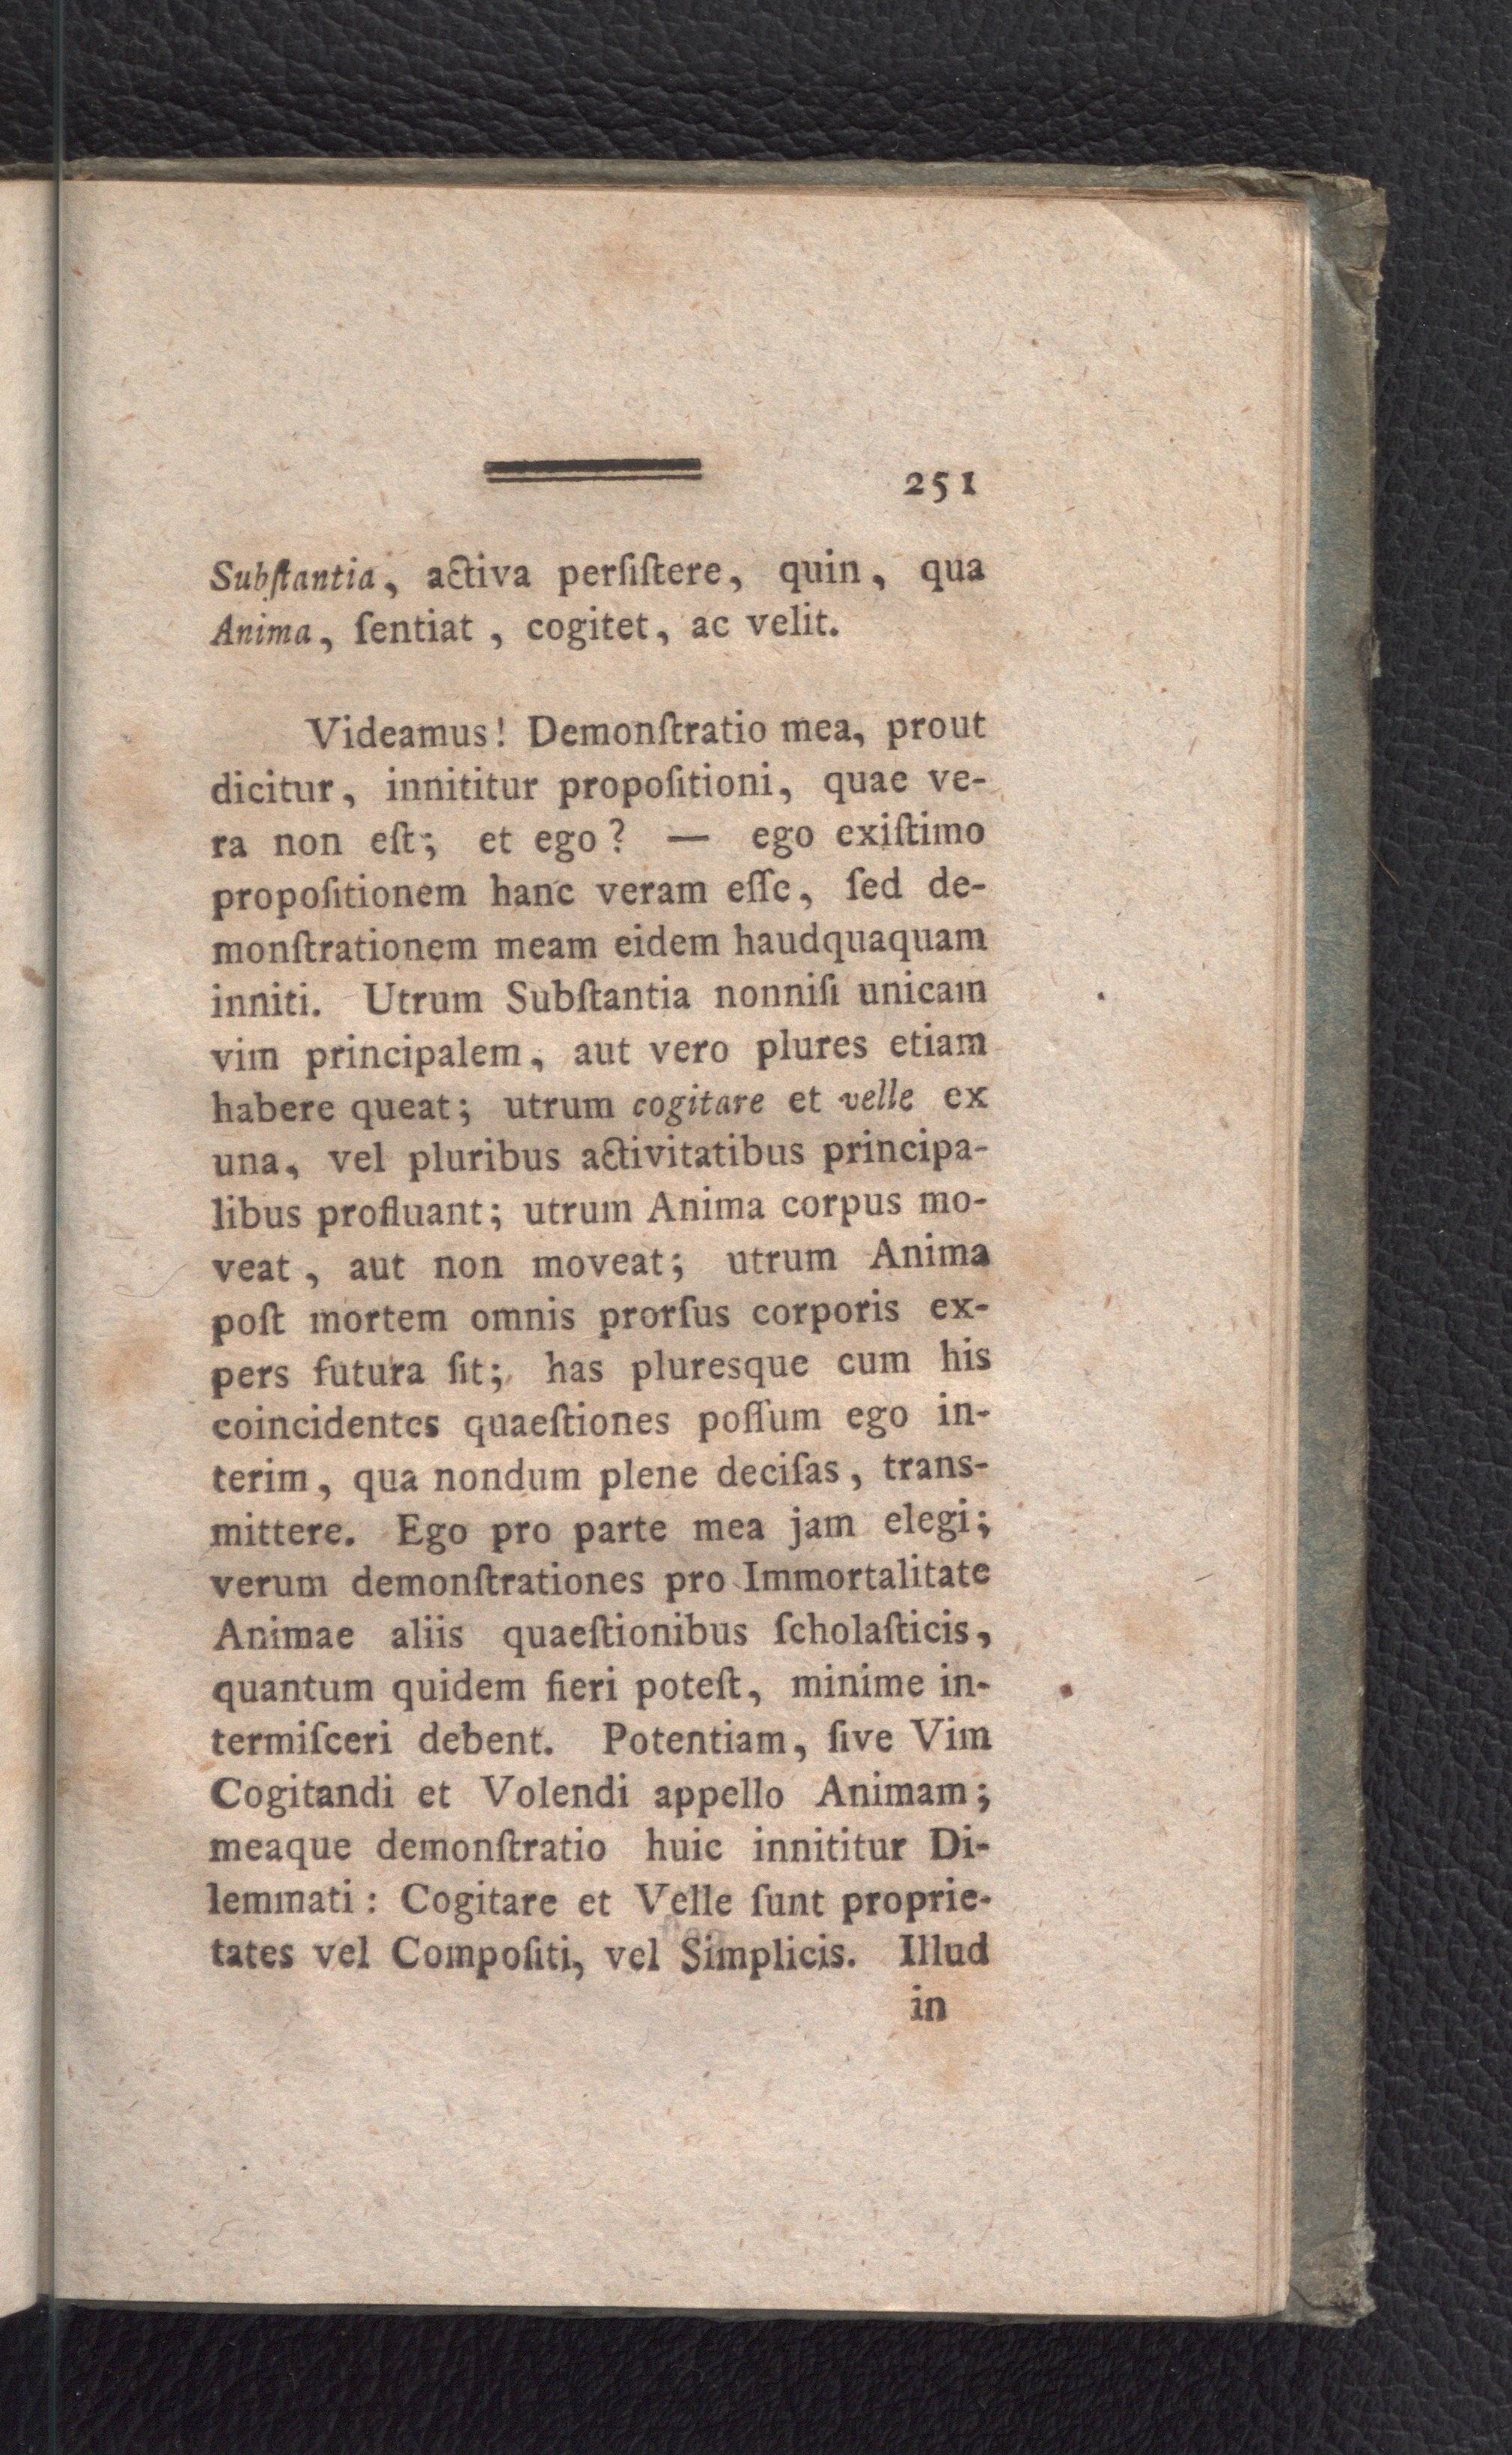 251
Subſtantia, activa perſiſtere, quin, qua
Anima, ſentiat, cogitet, ac velit.
Videamus! Demonſtratio mea, prout
dicitur, innititur propoſitioni, quae ve-
ra non eſt; et ego? — ego exiſtimo
propoſitionem hanc veram eſſe, ſed de-
monſtrationem meam eidem haudquaquam
inniti. Utrum Subſtantia nonniſi unicam
vim principalem, aut vero plures etiam
habere queat; utrum cogitare et velle ex
una, vel pluribus activitatibus principa-
libus profluant; utrum Anima corpus mo-
veat, aut non moveat; utrum Anima
poſt mortem omnis prorſus corporis ex-
pers futura ſit; has pluresque cum his
coincidentes quaeſtiones poſſum ego in-
terim, qua nondum plene deciſas, trans-
mittere. Ego pro parte mea jam elegi;
verum demonſtrationes pro Immortalitate
Animae aliis quaeſtionibus ſcholaſticis,
quantum quidem fieri poteſt, minime in-
termiſceri debent. Potentiam, ſive Vim
Cogitandi et Volendi appello Animam;
meaque demonſtratio huic innititur Di-
lemmati: Cogitare et Velle ſunt proprie-
tates vel Compoſiti, vel Simplicis. Illud
in